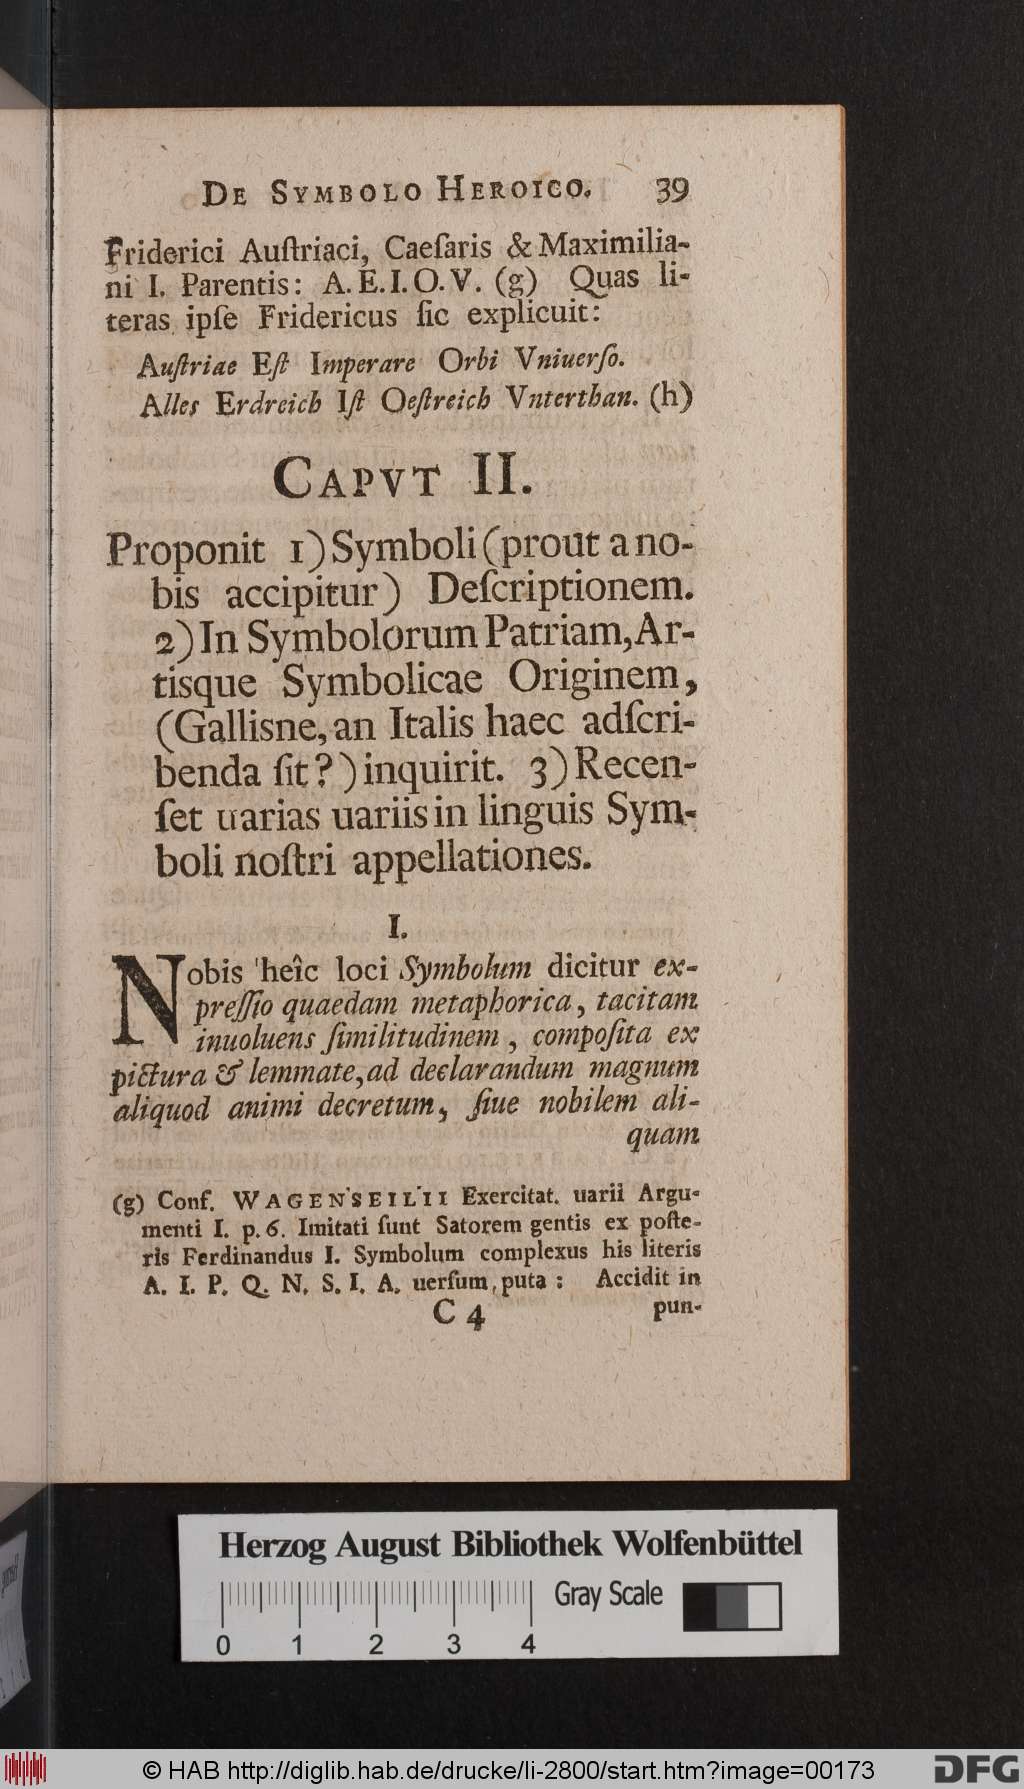 DE SYMBOLO HEROICO. 39
Friderici Auſtriaci, Caeſaris & Maximilia-
ni I. Parentis: A. E. I. O. V. (g) Quas li-
teras ipſe Fridericus ſic explicuit:
Auſtriae Eſt Imperare Orbi Vniuerſo.
Alles Erdreich Iſt Oeſtreich Vnterthan. (h)
CAPVT II.
Proponit 1) Symboli (prout a no-
bis accipitur) Deſcriptionem.
2) In Symbolorum Patriam, Ar-
tisque Symbolicae Originem,
(Gallisne, an Italis haec adſcri-
benda ſit?) inquirit. 3) Recen-
ſet uarias uariis in linguis Sym-
boli noſtri appellationes.
I.
Nobis heîc loci Symbolum dicitur ex-
preſſio quaedam metaphorica, tacitam
inuoluens ſimilitudinem, compoſita ex
pictura & lemmate, ad declarandum magnum
aliquod animi decretum, ſiue nobilem ali-
quam
(g) Conf. WAGENSEILII Exercitat. uarii Argu-
menti I. p. 6. Imitati ſunt Satorem gentis ex poſte-
ris Ferdinandus I. Symbolum complexus his literis
A. I. P. Q. N. S. I. A. uerſum, puta: Accidit in
C 4 pun-
Herzog August Bibliothek Wolfenbüttel
Gray Scale
0 1 2 3 4
© HAB http://diglib.hab.de/drucke/li-2800/start.htm?image=00173
DFG